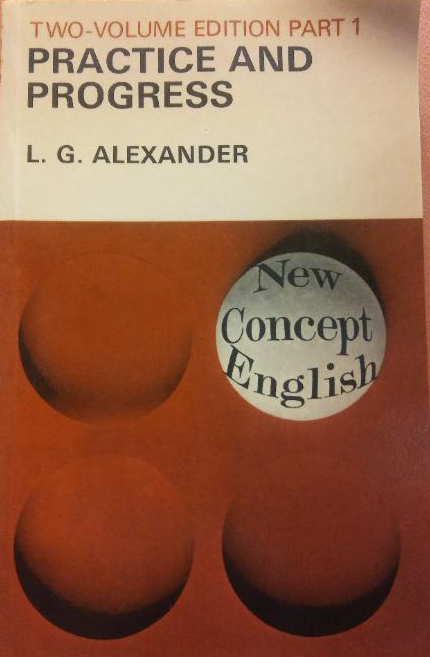 TWO-VOLUME EDITION PART 1
PRACTICE AND
PROGRESS
L. G. ALEXANDER
New
Concept
English